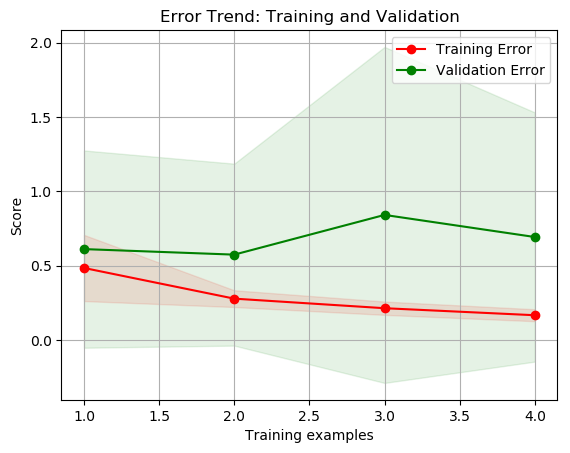 Error Trend: Training and Validation
Training Error
Validation Error
Score
2.0
1.5
1.0
0.5
0.0
1.0 1.5 2.0 2.5 3.0 3.5 4.0
Training examples